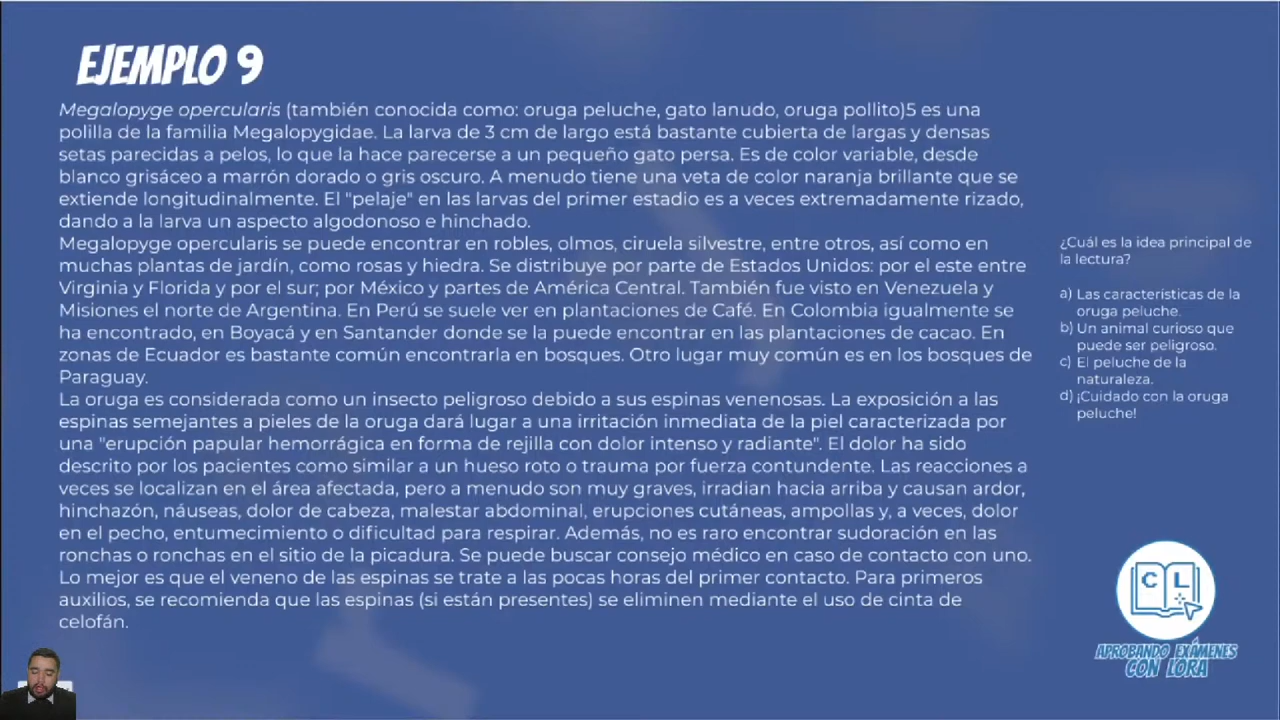 EJEMPLO 9
Megalopyge opercularis (también conocida como: oruga peluche, gato lanudo, oruga pollito)5 es una
polilla de la familia Megalopygidae. La larva de 3 cm de largo está bastante cubierta de largas y densas
setas parecidas a pelos, lo que la hace parecerse a un pequeño gato persa. Es de color variable, desde
blanco grisáceo a marrón dorado o gris oscuro. A menudo tiene una veta de color naranja brillante que se
extiende longitudinalmente. El "pelaje" en las larvas del primer estadio es a veces extremadamente rizado,
dando a la larva un aspecto algodonoso e hinchado.
Megalopyge opercularis se puede encontrar en robles, olmos, ciruela silvestre, entre otros, así como en
muchas plantas de jardín, como rosas y hiedra. Se distribuye por parte de Estados Unidos: por el este entre
Virginia y Florida y por el sur; por México y partes de América Central. También fue visto en Venezuela y
Misiones el norte de Argentina. En Perú se suele ver en plantaciones de Café. En Colombia igualmente se
ha encontrado, en Boyacá y en Santander donde se la puede encontrar en las plantaciones de cacao. En
zonas de Ecuador es bastante común encontrarla en bosques. Otro lugar muy común es en los bosques de
Paraguay.
La oruga es considerada como un insecto peligroso debido a sus espinas venenosas. La exposición a las
espinas semejantes a pieles de la oruga dará lugar a una irritación inmediata de la piel caracterizada por
una "erupción papular hemorrágica en forma de rejilla con dolor intenso y radiante". El dolor ha sido
descrito por los pacientes como similar a un hueso roto o trauma por fuerza contundente. Las reacciones a
veces se localizan en el área afectada, pero a menudo son muy graves, irradian hacia arriba y causan ardor,
hinchazón, náuseas, dolor de cabeza, malestar abdominal, erupciones cutáneas, ampollas y, a veces, dolor
en el pecho, entumecimiento o dificultad para respirar. Además, no es raro encontrar sudoración en las
ronchas o ronchas en el sitio de la picadura. Se puede buscar consejo médico en caso de contacto con uno.
Lo mejor es que el veneno de las espinas se trate a las pocas horas del primer contacto. Para primeros
auxilios, se recomienda que las espinas (si están presentes) se eliminen mediante el uso de cinta de
celofán.
¿Cuál es la idea principal de
la lectura?
a) Las características de la
oruga peluche.
b) Un animal curioso que
puede ser peligroso.
c) El peluche de la
naturaleza.
d) ¡Cuidado con la oruga
peluche!
C L
APROBANDO EXÁMENES
CON LORA